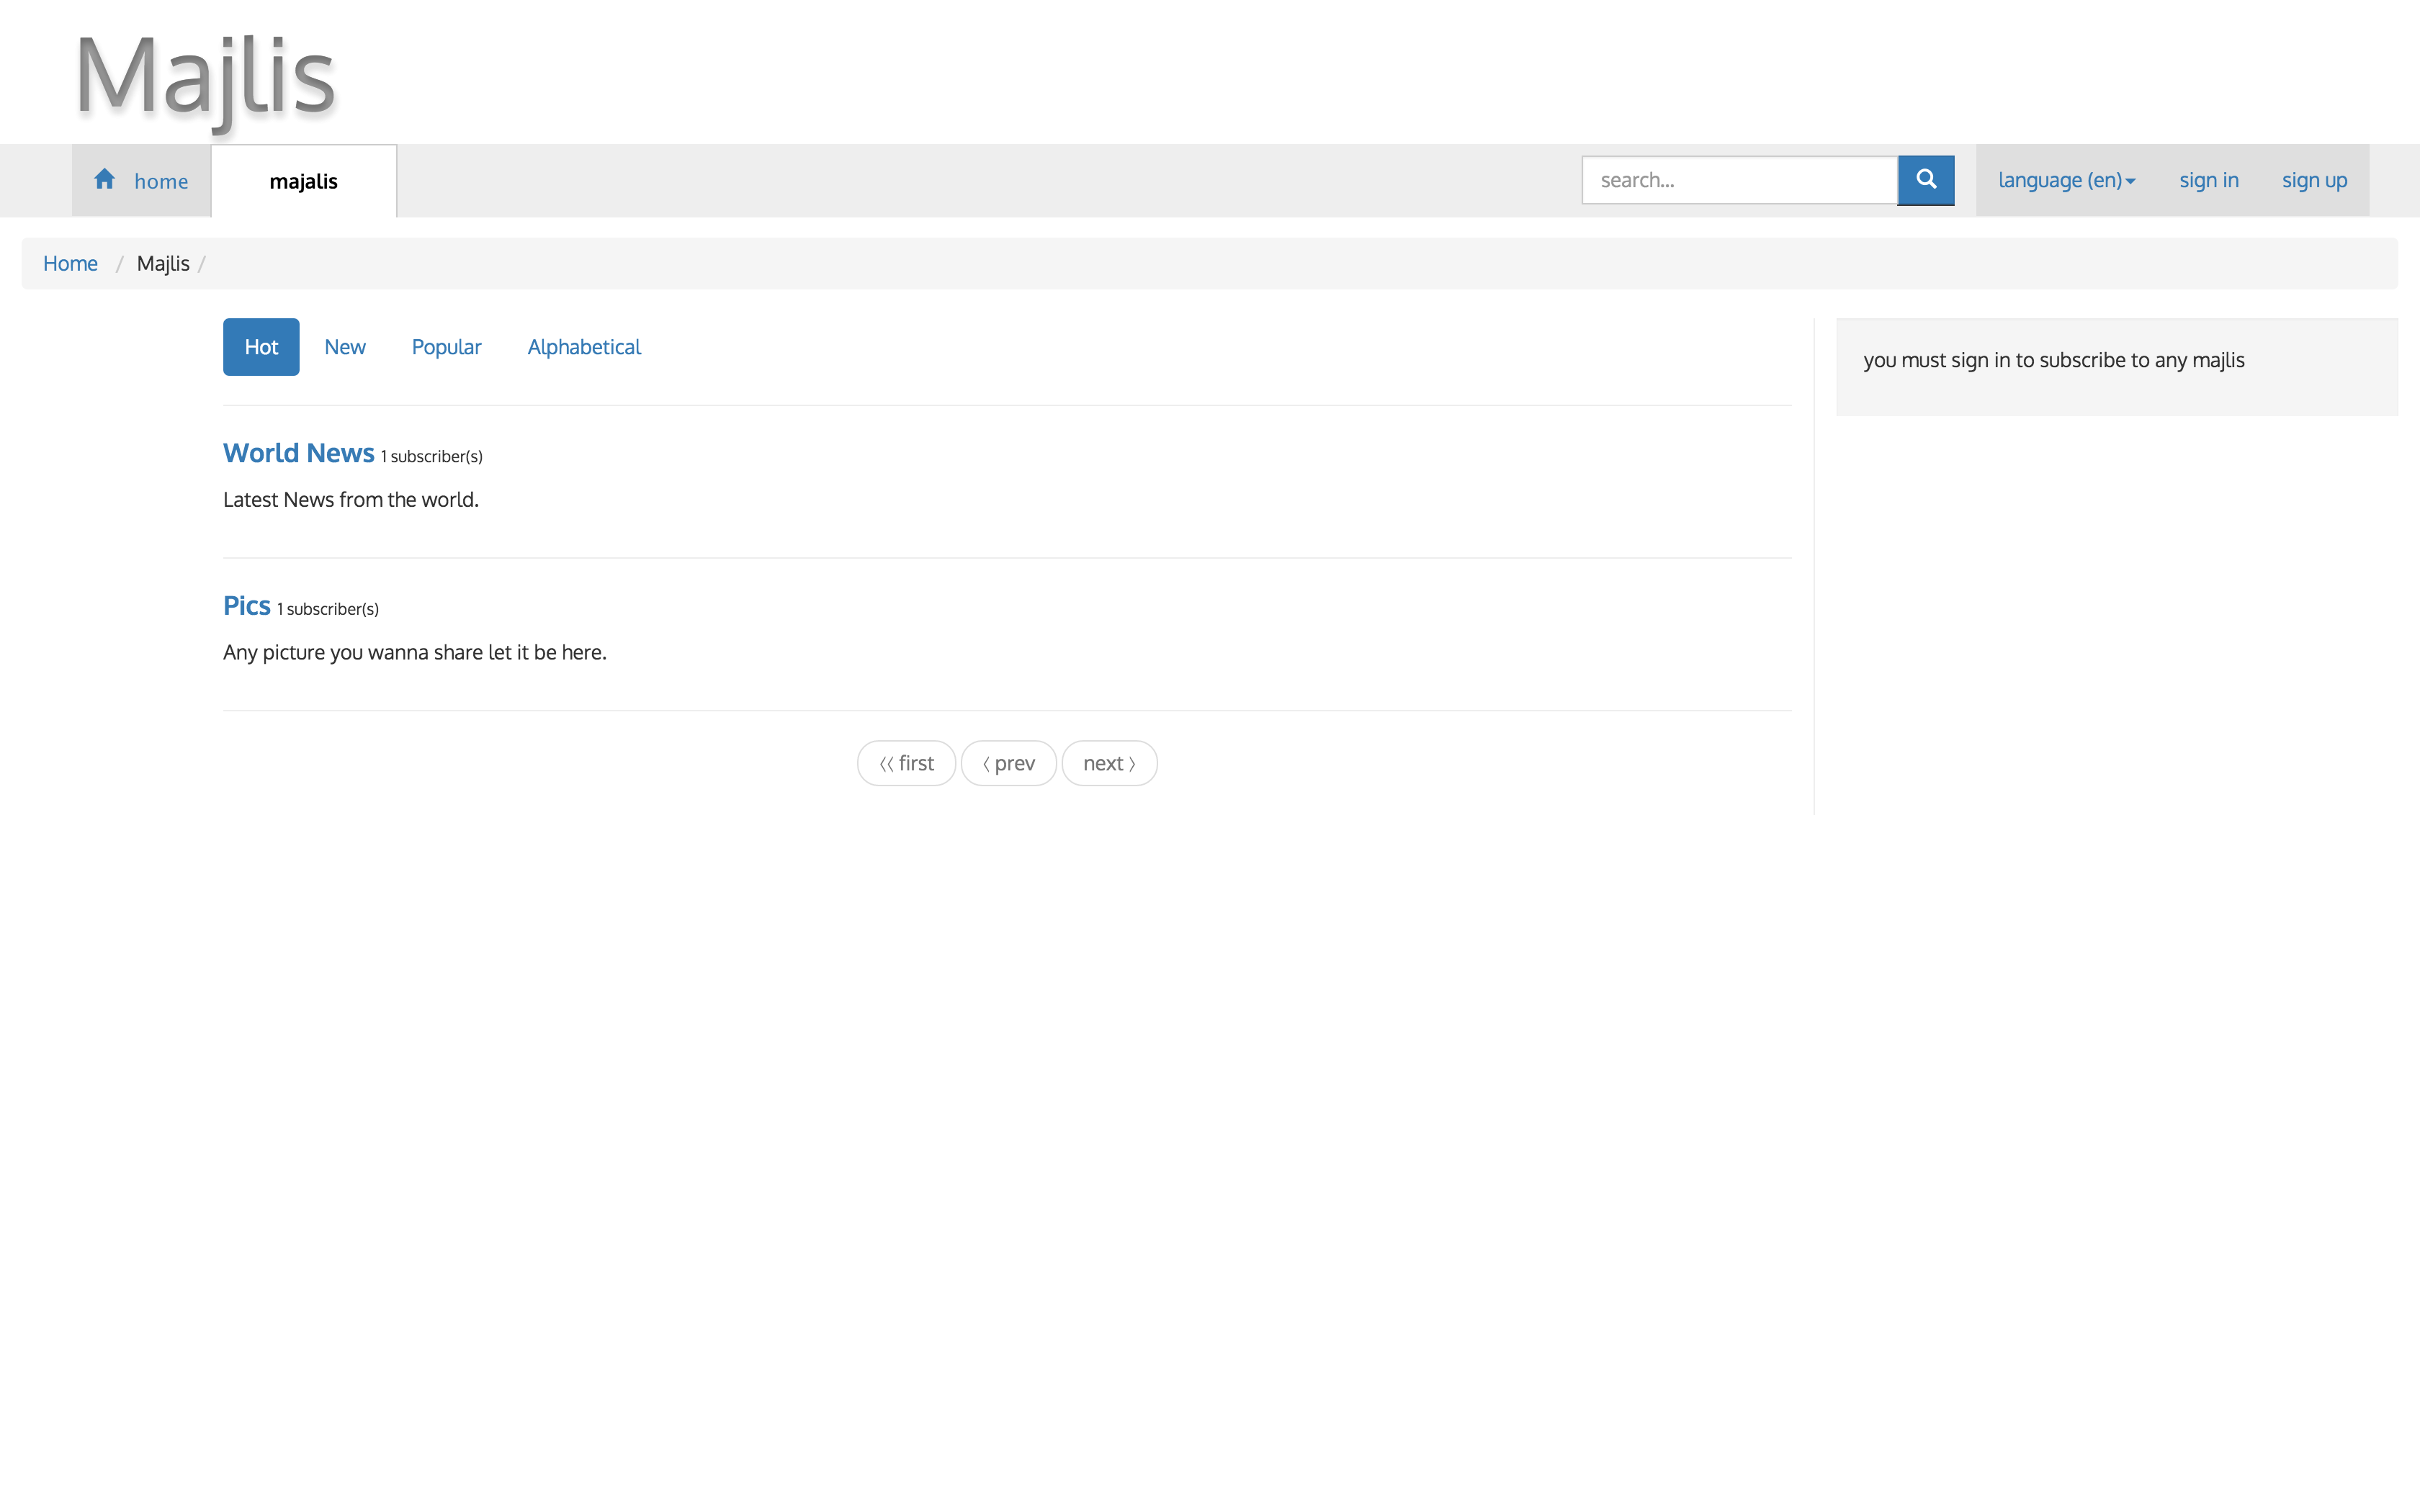 Majlis
home majalis search... language (en) sign in sign up
Home / Majlis /
Hot New Popular Alphabetical
you must sign in to subscribe to any majlis
World News 1 subscriber(s)
Latest News from the world.
Pics 1 subscriber(s)
Any picture you wanna share let it be here.
〈〈 first 〈 prev next 〉